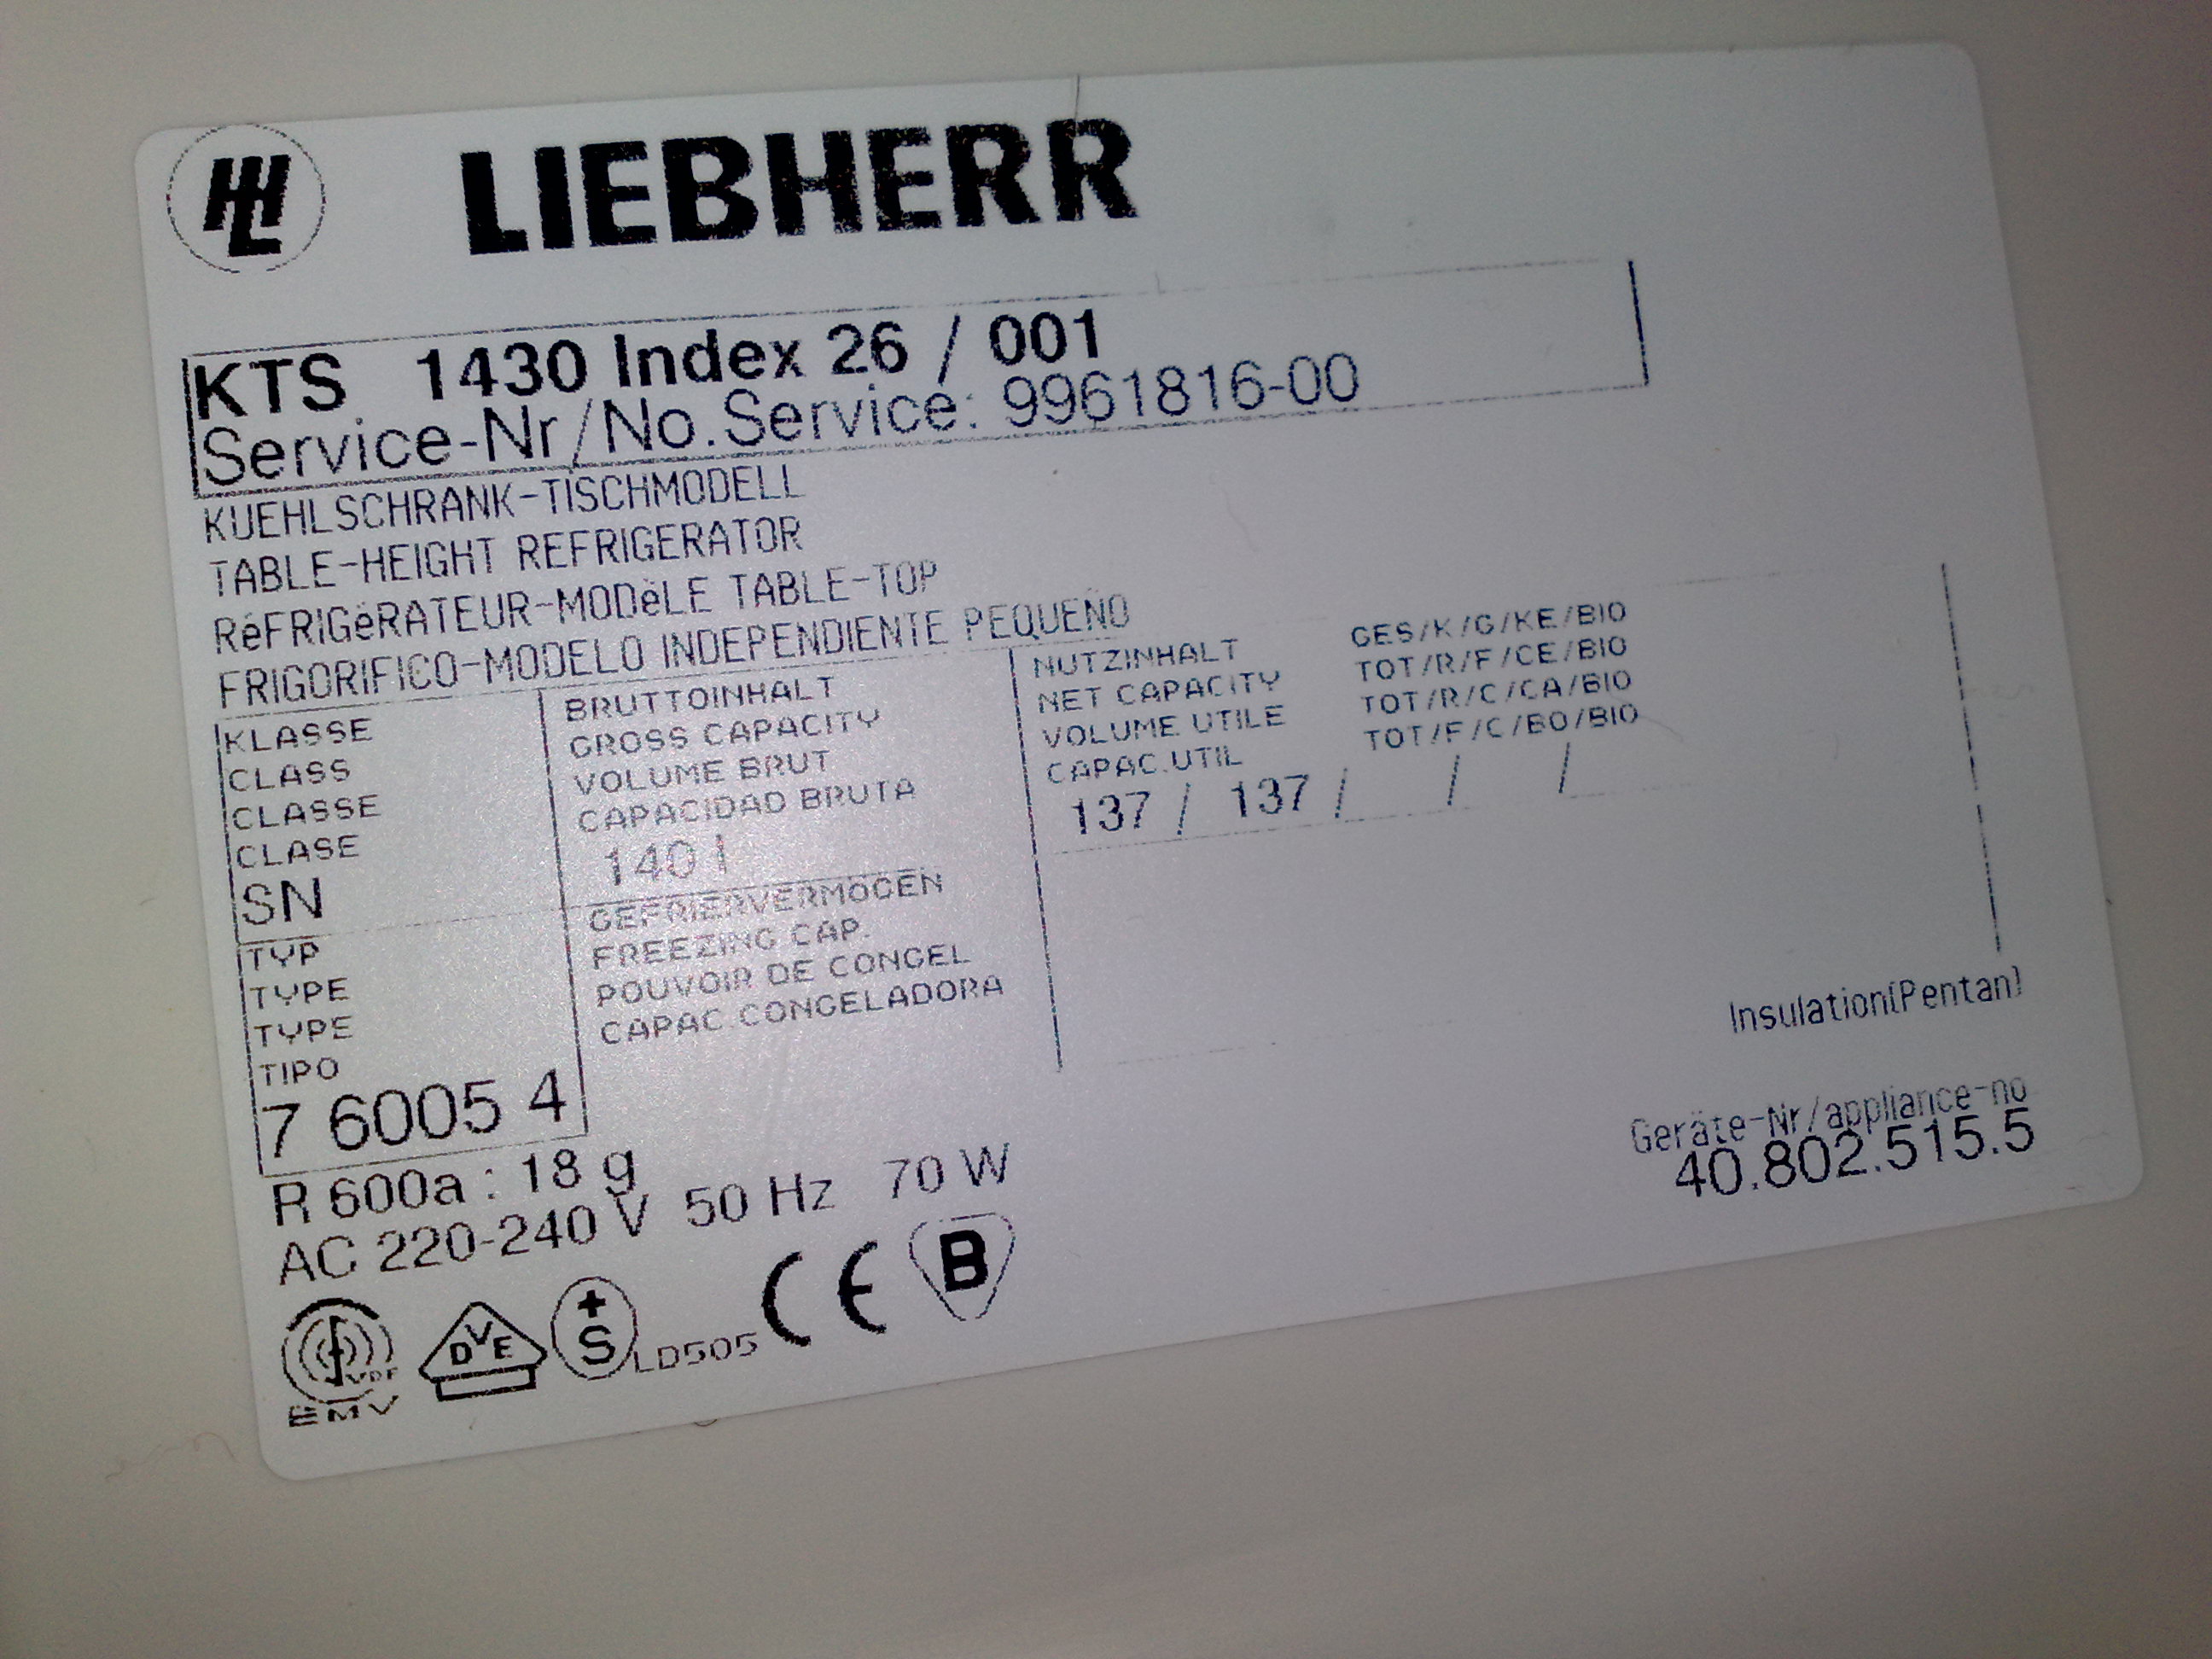 LIEBHERR
KTS 1430 Index 26 / 001
Service-Nr/No.Service: 9961816-00
KUEHLSCHRANK-TISCHMODELL
TABLE-HEIGHT REFRIGERATOR
RéFRIGéRATEUR-MODèLE TABLE-TOP
FRIGORIFICO-MODELO INDEPENDIENTE PEQUEÑO
KLASSE
CLASS
CLASSE
CLASE
SN
BRUTTOINHALT
GROSS CAPACITY
VOLUME BRUT
CAPACIDAD BRUTA
140 l
NUTZINHALT GES/K/G/KE/BIO
NET CAPACITY TOT/R/F/CE/BIO
VOLUME UTILE TOT/R/C/CA/BIO
CAPAC.UTIL TOT/F/C/BO/BIO
137 / 137 / / /
TYP
TYPE
TYPE
TIPO
7 6005 4
GEFRIERVERMÖGEN
FREEZING CAP.
POUVOIR DE CONGEL
CAPAC.CONGELADORA
Insulation(Pentan)
Geräte-Nr/appliance-no
40.802.515.5
R 600a : 18 g
AC 220-240 V 50 Hz 70 W
VDE
EMV
DVE
+S
LD505
CE
B